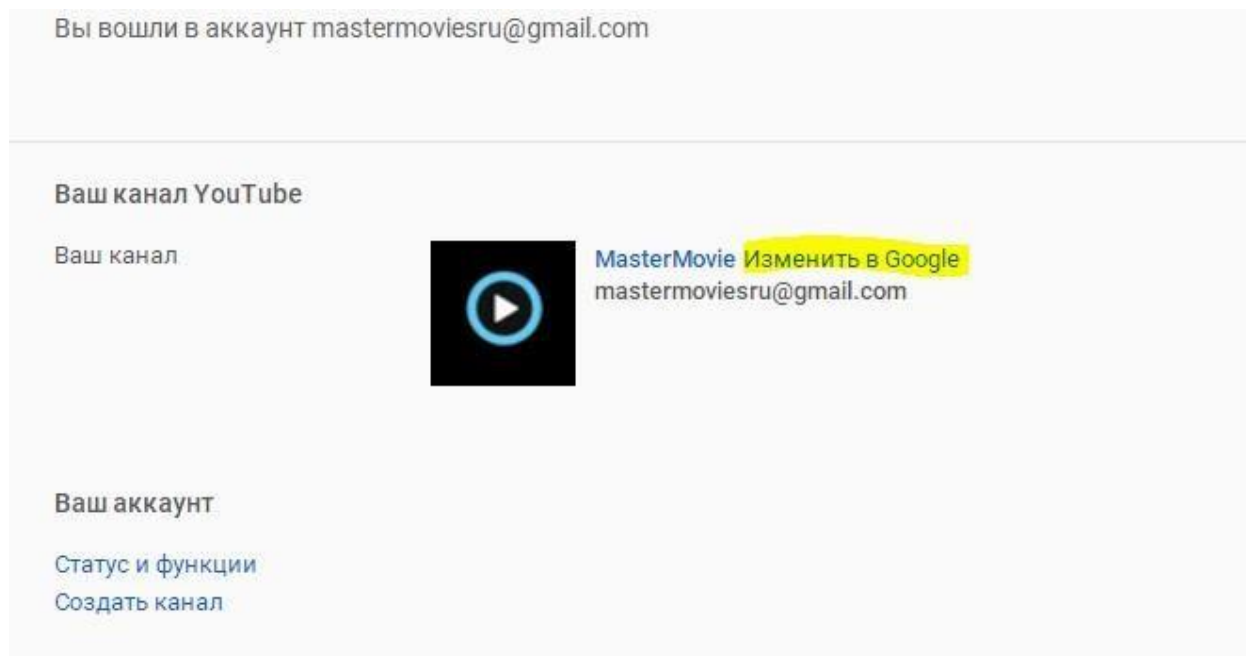 Вы вошли в аккаунт mastermoviesru@gmail.com
Ваш канал YouTube
Ваш канал
MasterMovie Изменить в Google
mastermoviesru@gmail.com
Ваш аккаунт
Статус и функции
Создать канал